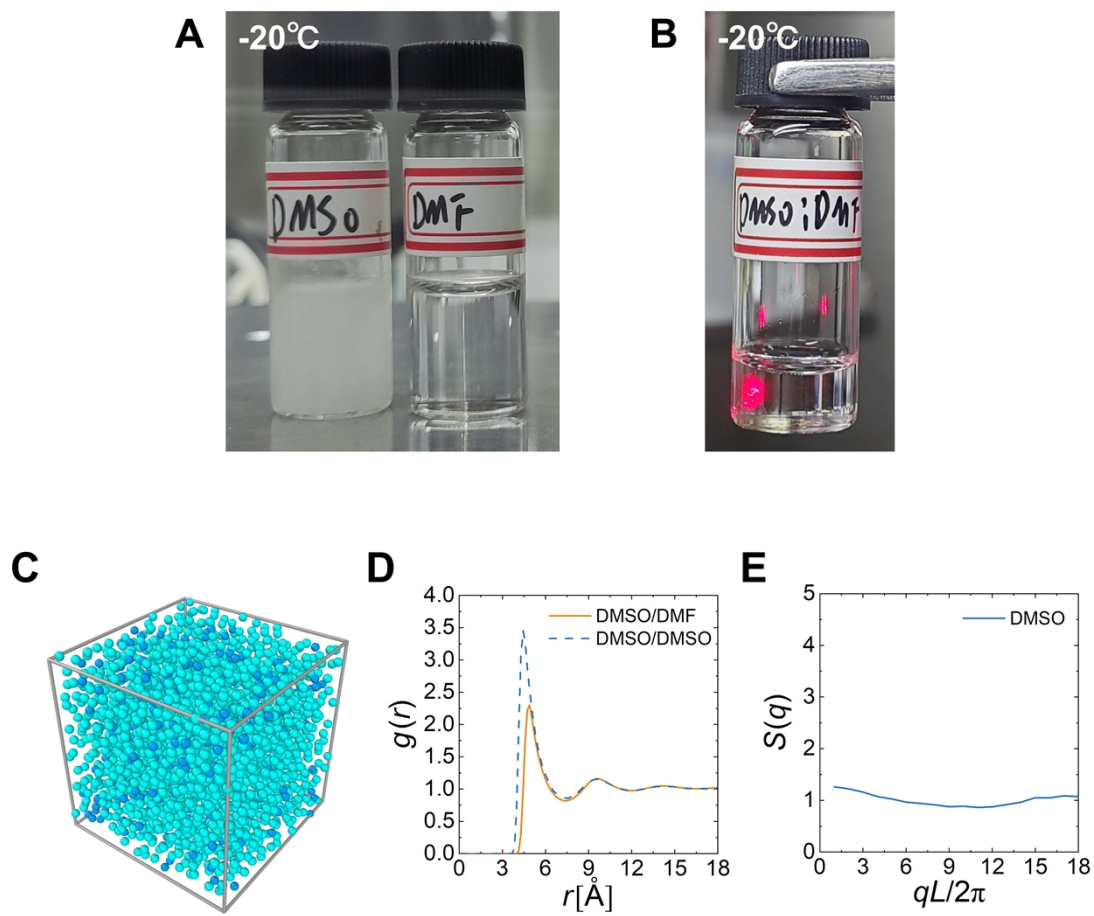 A
-20℃
DMSO
DMF
B
-20℃
DMSO:DMF
C
D
4.0
3.5
3.0
2.5
2.0
1.5
1.0
0.5
0.0
g(r)
DMSO/DMF
DMSO/DMSO
0 3 6 9 12 15 18
r[Å]
E
5
4
3
2
1
0
S(q)
DMSO
0 3 6 9 12 15 18
qL/2π